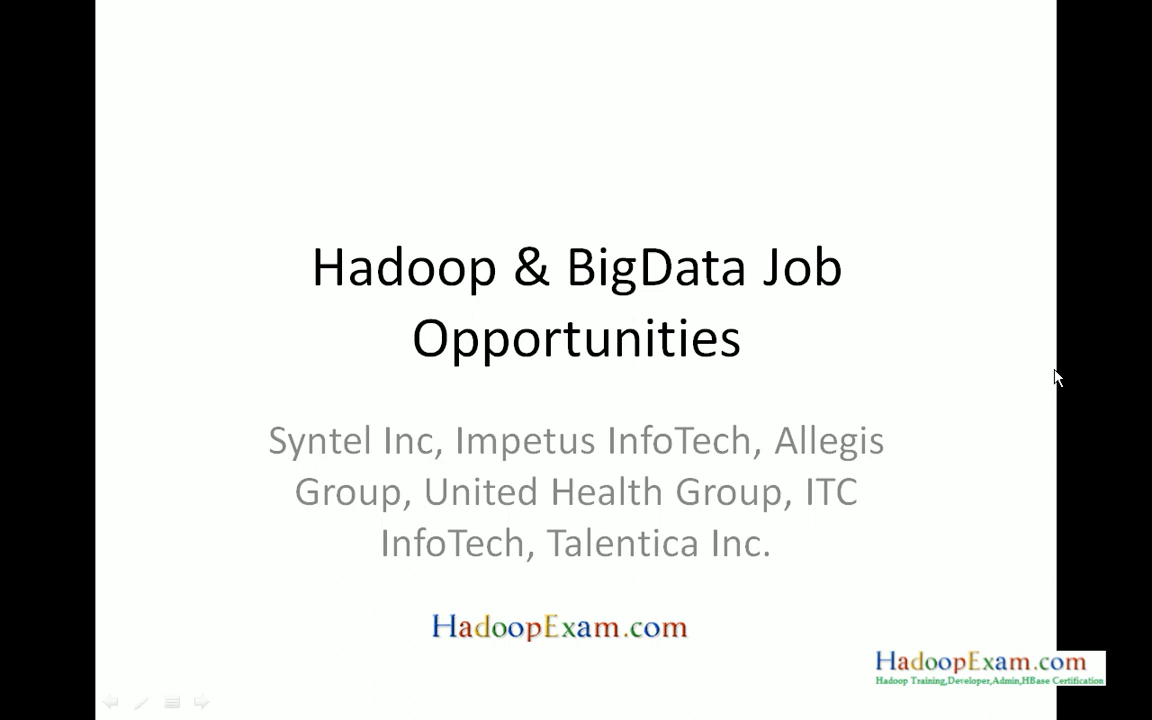 Hadoop & BigData Job
Opportunities
Syntel Inc, Impetus InfoTech, Allegis
Group, United Health Group, ITC
InfoTech, Talentica Inc.
HadoopExam.com
HadoopExam.com
Hadoop Training,Developer,Admin,HBase Certification